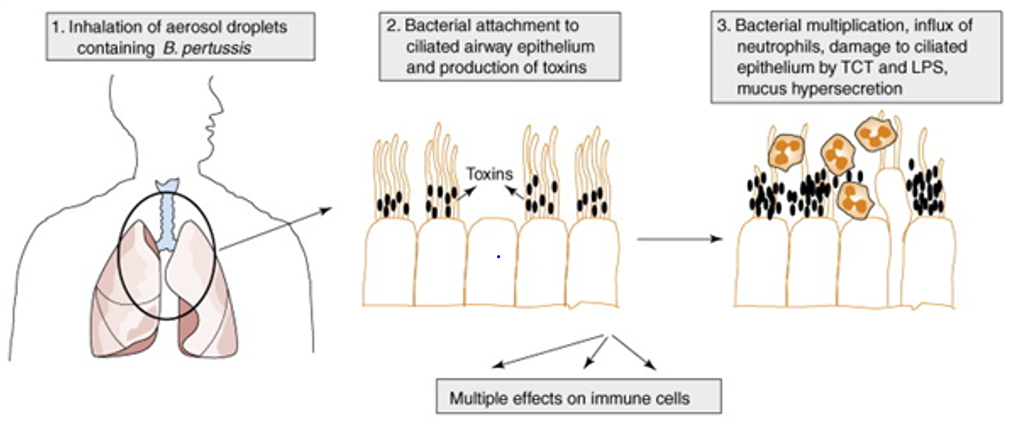 1. Inhalation of aerosol droplets
containing B. pertussis
2. Bacterial attachment to
ciliated airway epithelium
and production of toxins
3. Bacterial multiplication, influx of
neutrophils, damage to ciliated
epithelium by TCT and LPS,
mucus hypersecretion
Toxins
Multiple effects on immune cells